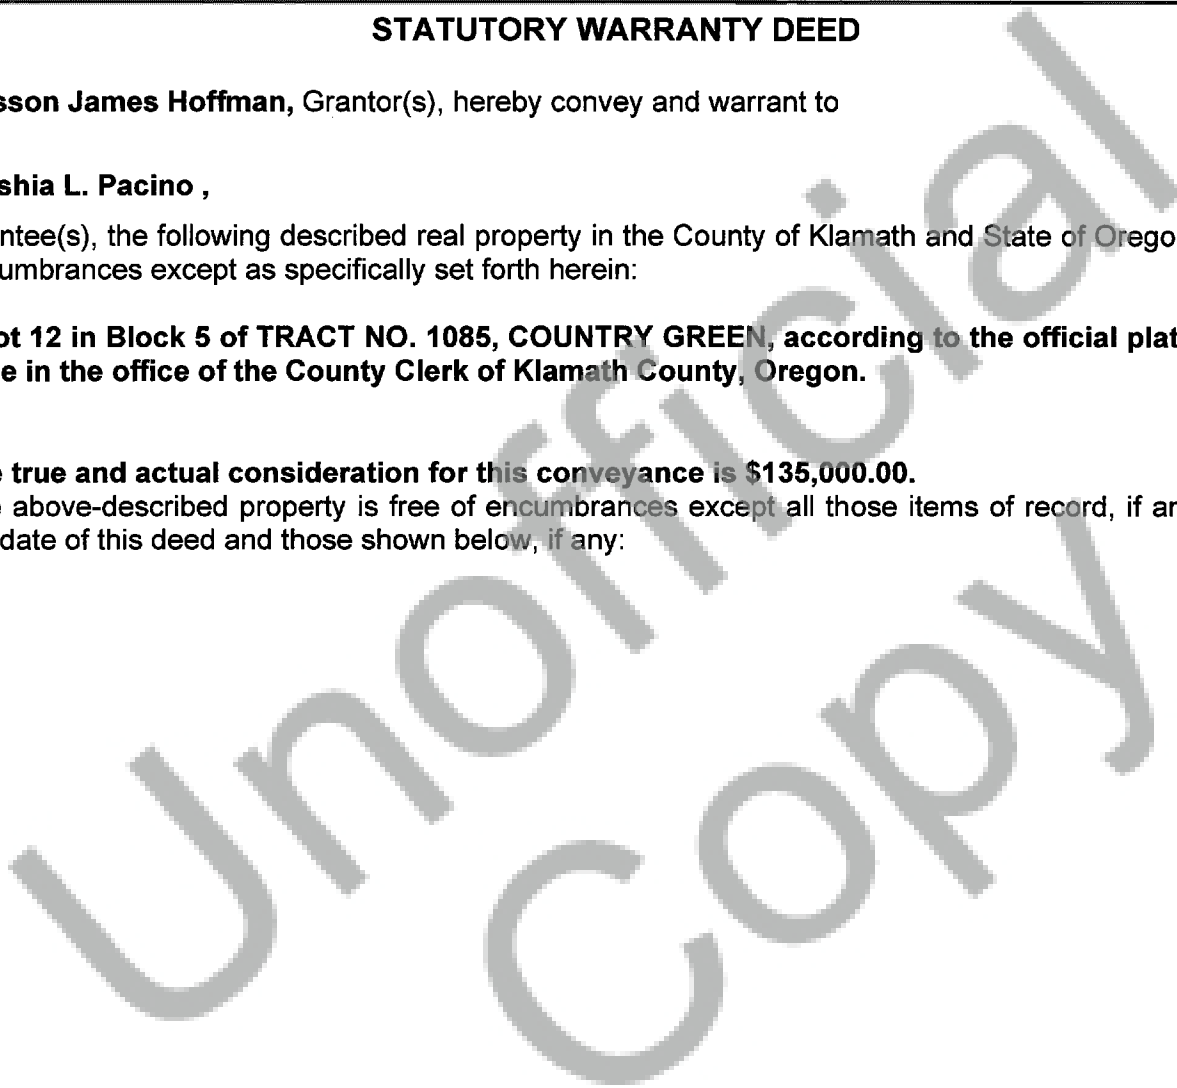 STATUTORY WARRANTY DEED
sson James Hoffman, Grantor(s), hereby convey and warrant to
shia L. Pacino ,
ntee(s), the following described real property in the County of Klamath and State of Orego
umbrances except as specifically set forth herein:
ot 12 in Block 5 of TRACT NO. 1085, COUNTRY GREEN, according to the official plat
e in the office of the County Clerk of Klamath County, Oregon.
e true and actual consideration for this conveyance is $135,000.00.
e above-described property is free of encumbrances except all those items of record, if an
date of this deed and those shown below, if any:
Unofficial
Copy